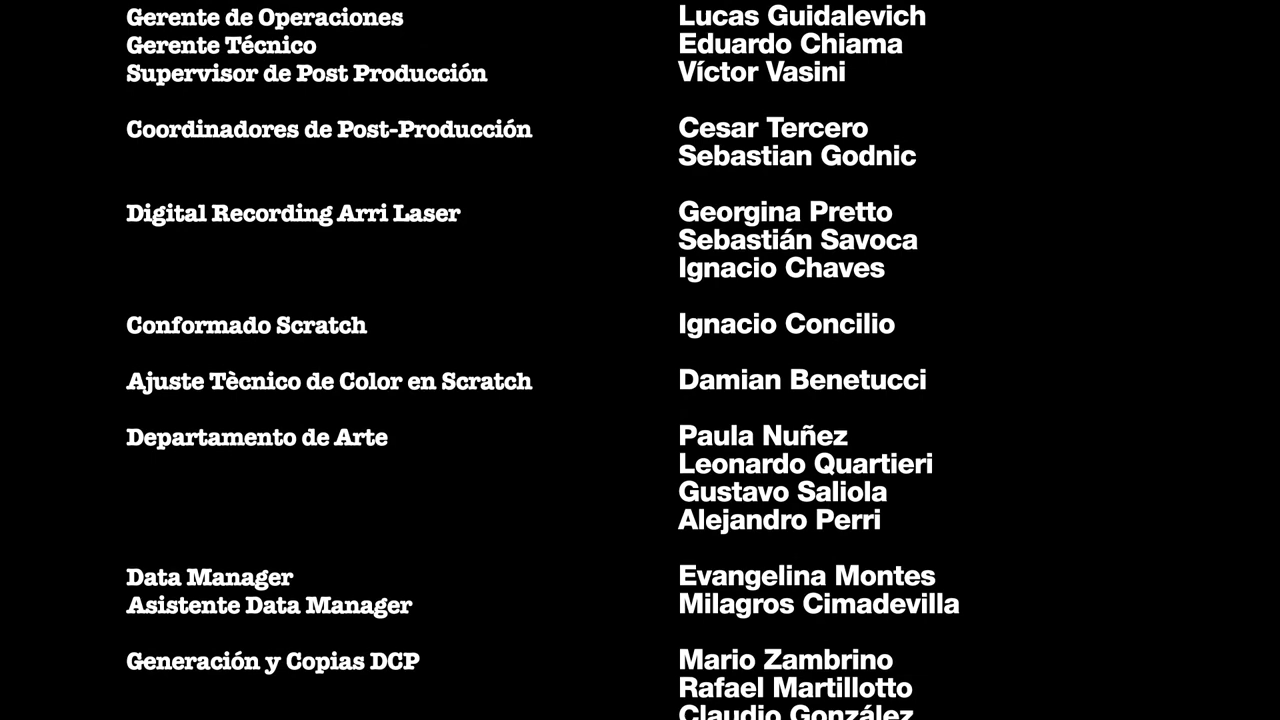 Gerente de Operaciones Lucas Guidalevich
Gerente Técnico Eduardo Chiama
Supervisor de Post Producción Víctor Vasini
Coordinadores de Post-Producción Cesar Tercero
Sebastian Godnic
Digital Recording Arri Laser Georgina Pretto
Sebastián Savoca
Ignacio Chaves
Conformado Scratch Ignacio Concilio
Ajuste Tècnico de Color en Scratch Damian Benetucci
Departamento de Arte Paula Nuñez
Leonardo Quartieri
Gustavo Saliola
Alejandro Perri
Data Manager Evangelina Montes
Asistente Data Manager Milagros Cimadevilla
Generación y Copias DCP Mario Zambrino
Rafael Martillotto
Claudio González